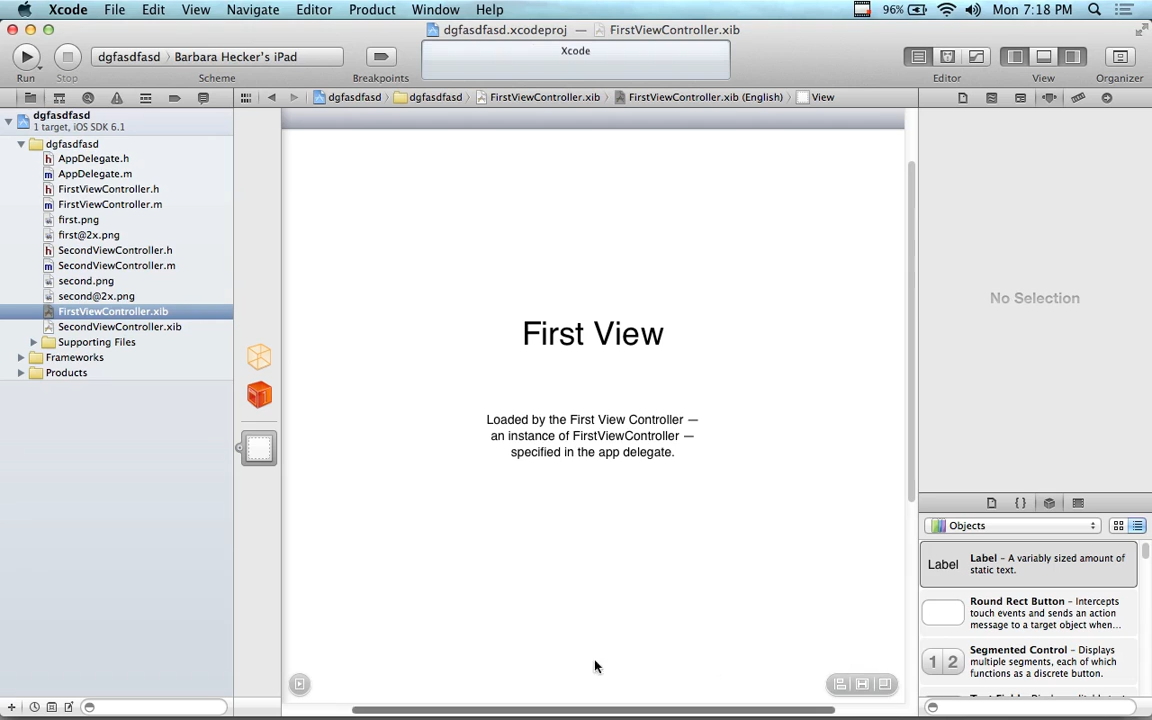 Xcode File Edit View Navigate Editor Product Window Help 96% Mon 7:18 PM
dgfasdfasd.xcodeproj — FirstViewController.xib
dgfasdfasd 〉 Barbara Hecker's iPad
Xcode
Run Stop Scheme Breakpoints Editor View Organizer
dgfasdfasd 〉 dgfasdfasd 〉 FirstViewController.xib 〉 FirstViewController.xib (English) 〉 View
dgfasdfasd
1 target, iOS SDK 6.1
dgfasdfasd
AppDelegate.h
AppDelegate.m
FirstViewController.h
FirstViewController.m
first.png
first@2x.png
SecondViewController.h
SecondViewController.m
second.png
second@2x.png
FirstViewController.xib
SecondViewController.xib
Supporting Files
Frameworks
Products
First View
Loaded by the First View Controller —
an instance of FirstViewController —
specified in the app delegate.
No Selection
Objects
Label
Label – A variably sized amount of
static text.
Round Rect Button – Intercepts
touch events and sends an action
message to a target object when...
1 2
Segmented Control – Displays
multiple segments, each of which
functions as a discrete button.